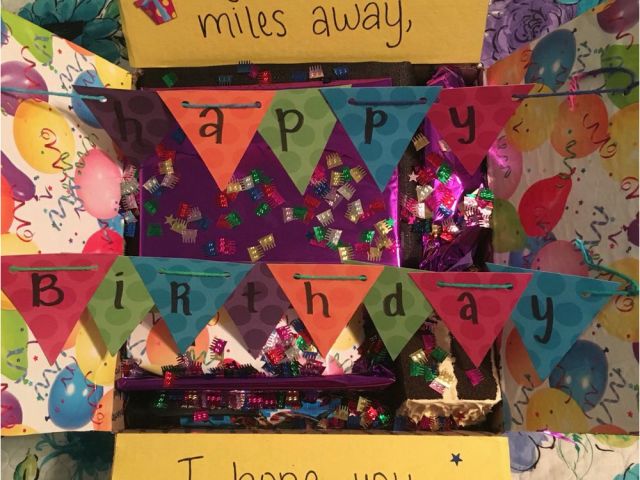 miles away,
happy
BiRthday
I hope you